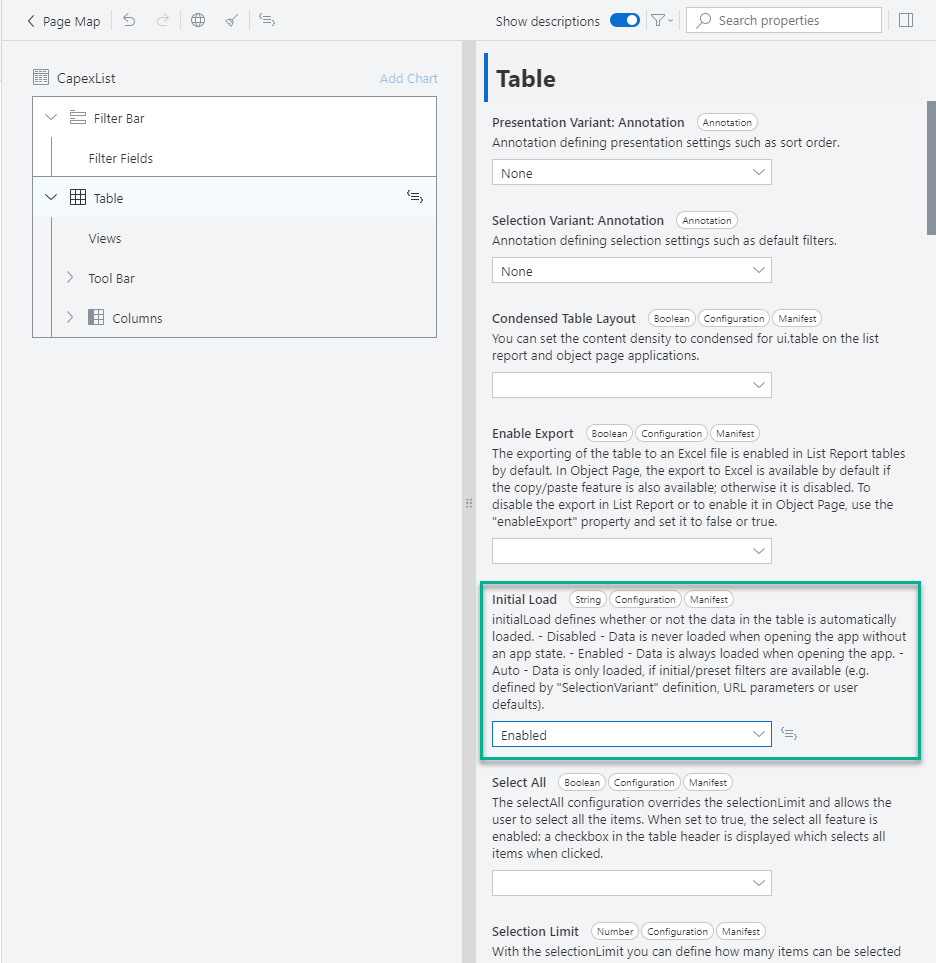 Page Map
Show descriptions
Search properties
CapexList
Add Chart
Filter Bar
Filter Fields
Table
Views
Tool Bar
Columns
Table
Presentation Variant: Annotation Annotation
Annotation defining presentation settings such as sort order.
None
Selection Variant: Annotation Annotation
Annotation defining selection settings such as default filters.
None
Condensed Table Layout Boolean Configuration Manifest
You can set the content density to condensed for ui.table on the list
report and object page applications.
Enable Export Boolean Configuration Manifest
The exporting of the table to an Excel file is enabled in List Report tables
by default. In Object Page, the export to Excel is available by default if
the copy/paste feature is also available; otherwise it is disabled. To
disable the export in List Report or to enable it in Object Page, use the
"enableExport" property and set it to false or true.
Initial Load String Configuration Manifest
initialLoad defines whether or not the data in the table is automatically
loaded. - Disabled - Data is never loaded when opening the app without
an app state. - Enabled - Data is always loaded when opening the app. -
Auto - Data is only loaded, if initial/preset filters are available (e.g.
defined by "SelectionVariant" definition, URL parameters or user
defaults).
Enabled
Select All Boolean Configuration Manifest
The selectAll configuration overrides the selectionLimit and allows the
user to select all the items. When set to true, the select all feature is
enabled: a checkbox in the table header is displayed which selects all
items when clicked.
Selection Limit Number Configuration Manifest
With the selectionLimit you can define how many items can be selected